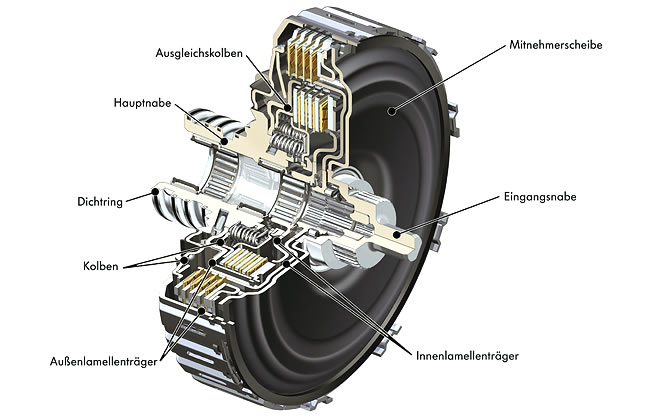 Mitnehmerscheibe
Ausgleichskolben
Hauptnabe
Dichtring
Eingangsnabe
Kolben
Außenlamellenträger
Innenlamellenträger